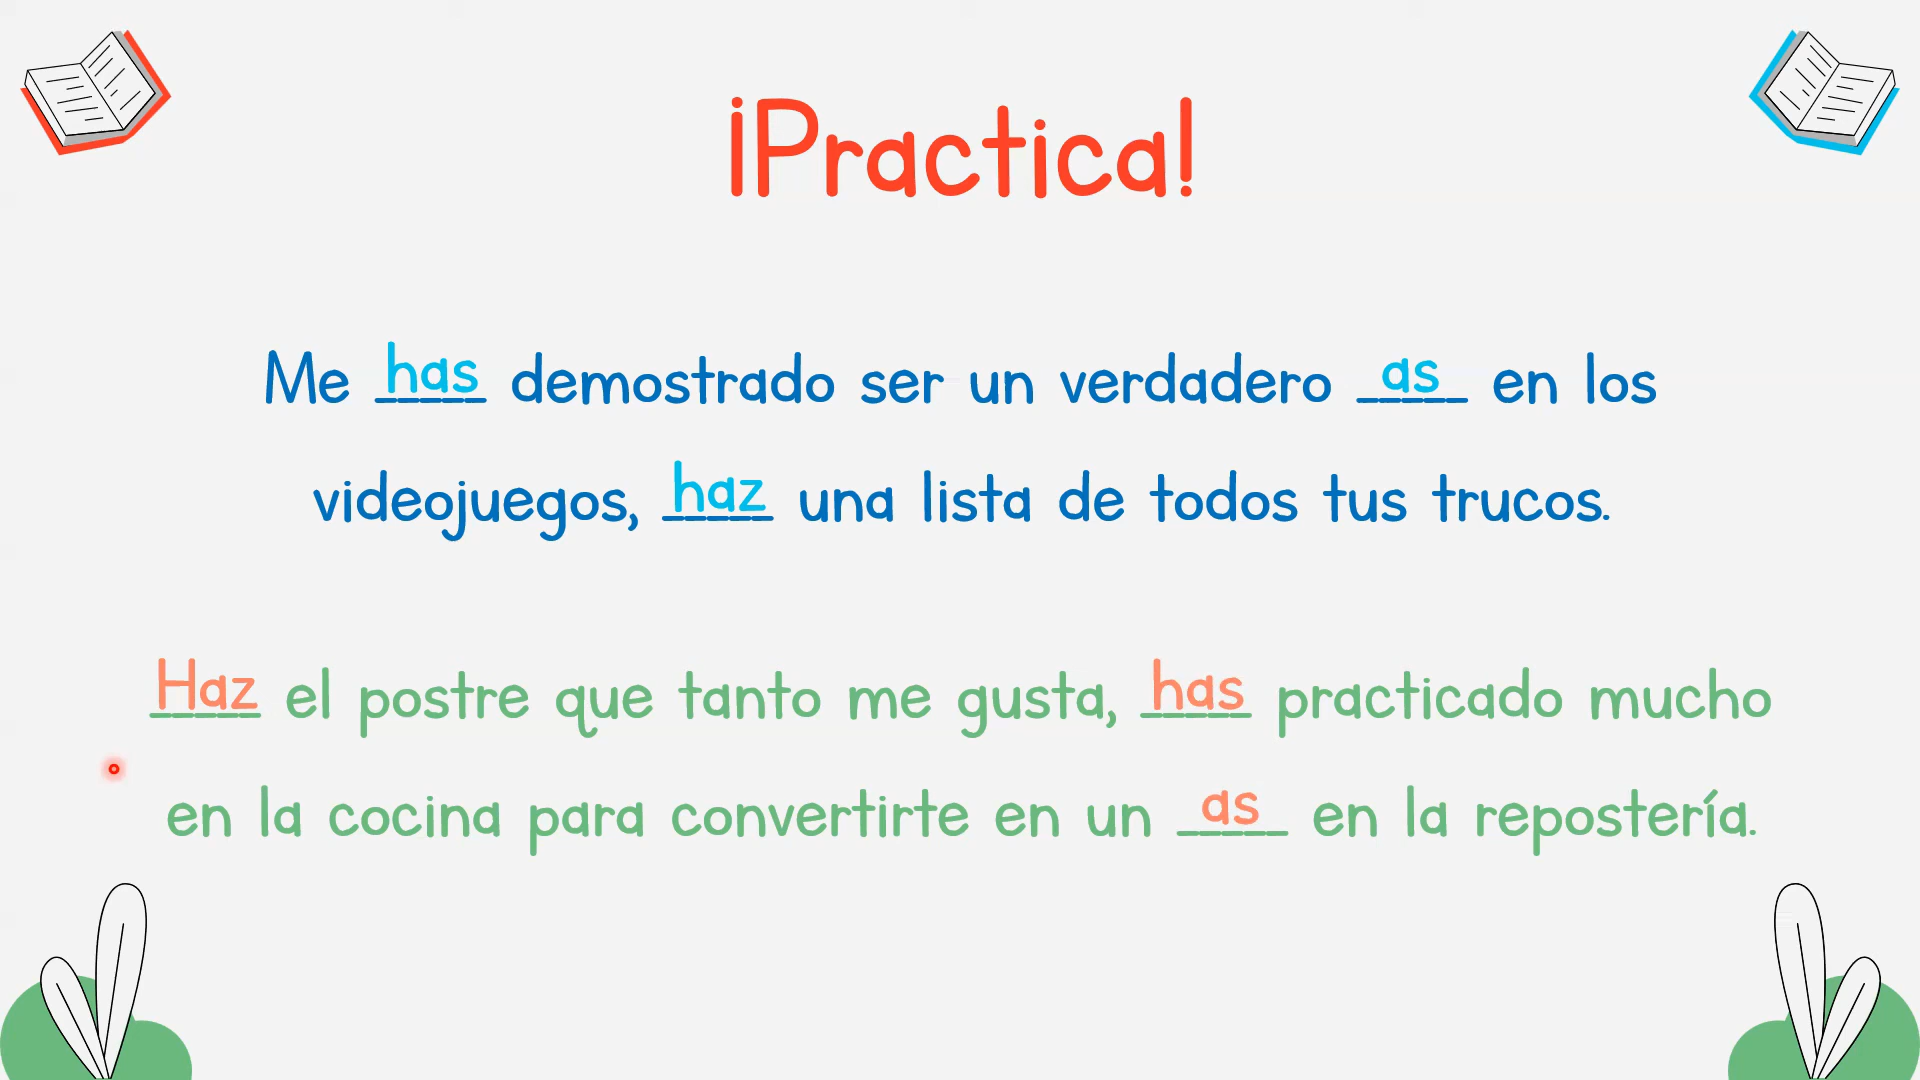 ¡Practica!
Me has demostrado ser un verdadero as en los
videojuegos, haz una lista de todos tus trucos.
Haz el postre que tanto me gusta, has practicado mucho
en la cocina para convertirte en un as en la repostería.